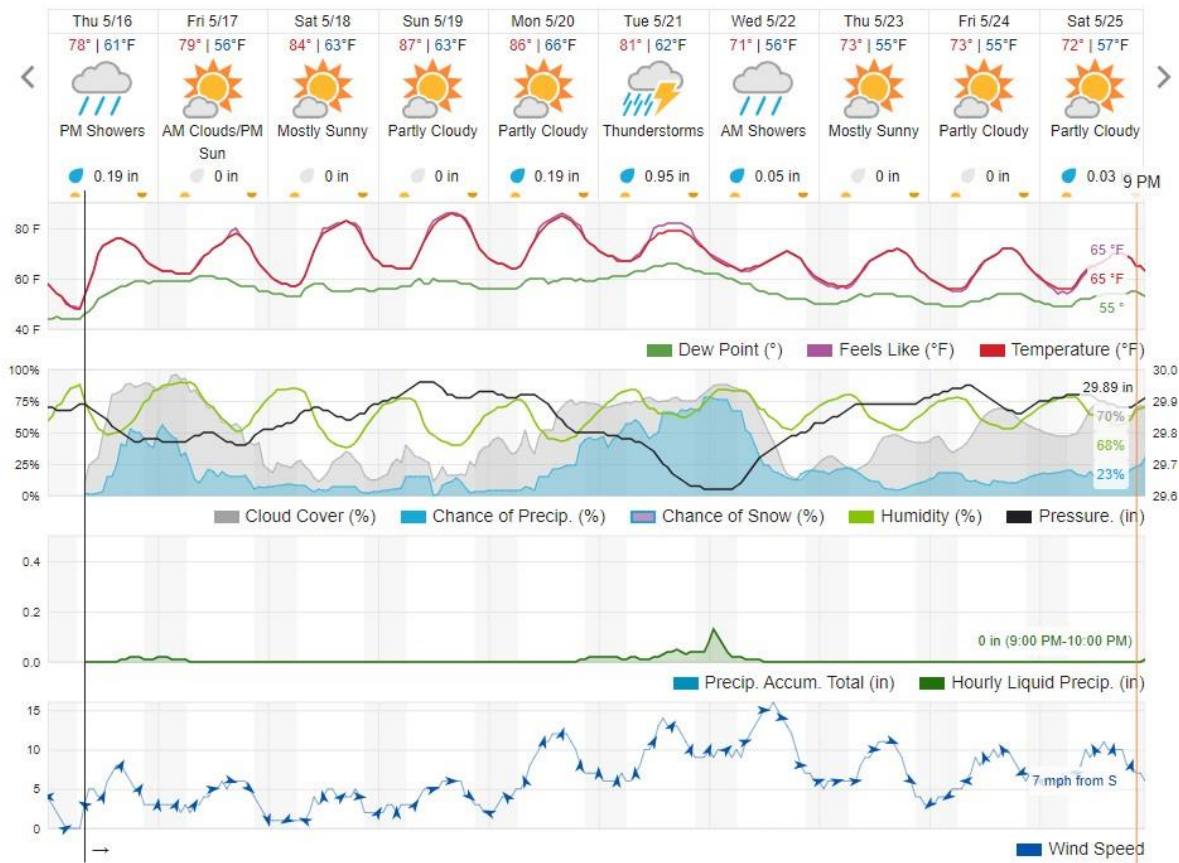 Thu 5/16 Fri 5/17 Sat 5/18 Sun 5/19 Mon 5/20 Tue 5/21 Wed 5/22 Thu 5/23 Fri 5/24 Sat 5/25
78° | 61°F 79° | 56°F 84° | 63°F 87° | 63°F 86° | 66°F 81° | 62°F 71° | 56°F 73° | 55°F 73° | 55°F 72° | 57°F
PM Showers AM Clouds/PM Mostly Sunny Partly Cloudy Partly Cloudy Thunderstorms AM Showers Mostly Sunny Partly Cloudy Partly Cloudy
Sun
0.19 in 0 in 0 in 0 in 0.19 in 0.95 in 0.05 in 0 in 0 in 0.03
9 PM
80 F
65 °F
60 F
65 °F
55 °
40 F
Dew Point (°) Feels Like (°F) Temperature (°F)
100% 30.0
29.89 in
75% 29.9
70%
50% 29.8
68%
25% 29.7
23%
0% 29.6
Cloud Cover (%) Chance of Precip. (%) Chance of Snow (%) Humidity (%) Pressure. (in)
0.4
0.2
0 in (9:00 PM-10:00 PM)
0.0
Precip. Accum. Total (in) Hourly Liquid Precip. (in)
15
10
7 mph from S
5
0
→
Wind Speed